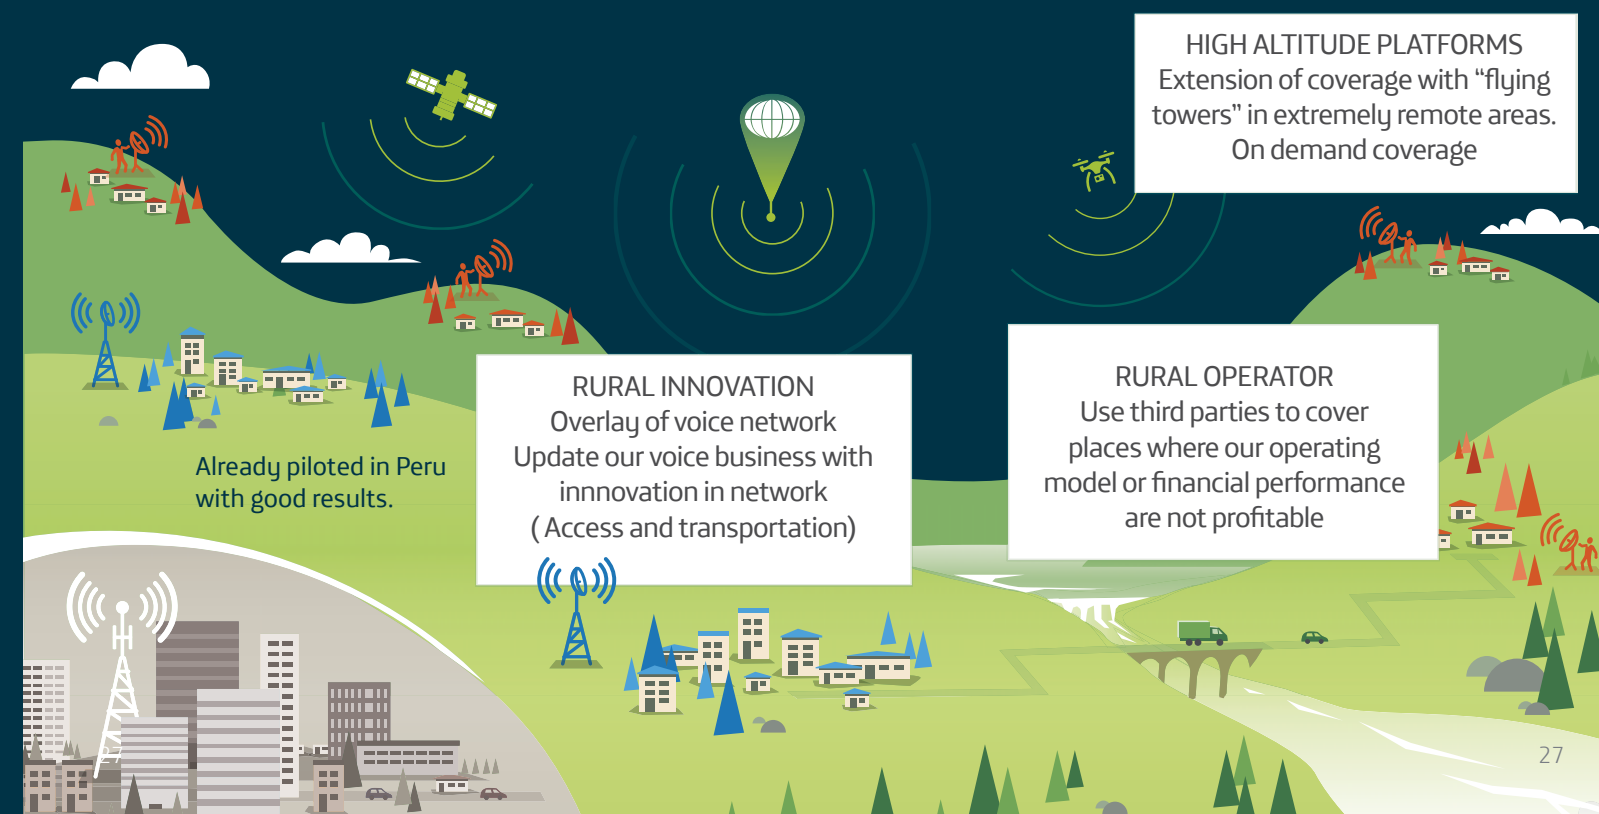 HIGH ALTITUDE PLATFORMS
Extension of coverage with “flying
towers” in extremely remote areas.
On demand coverage
RURAL INNOVATION
Overlay of voice network
Update our voice business with
innnovation in network
( Access and transportation)
RURAL OPERATOR
Use third parties to cover
places where our operating
model or financial performance
are not profitable
Already piloted in Peru
with good results.
27
27